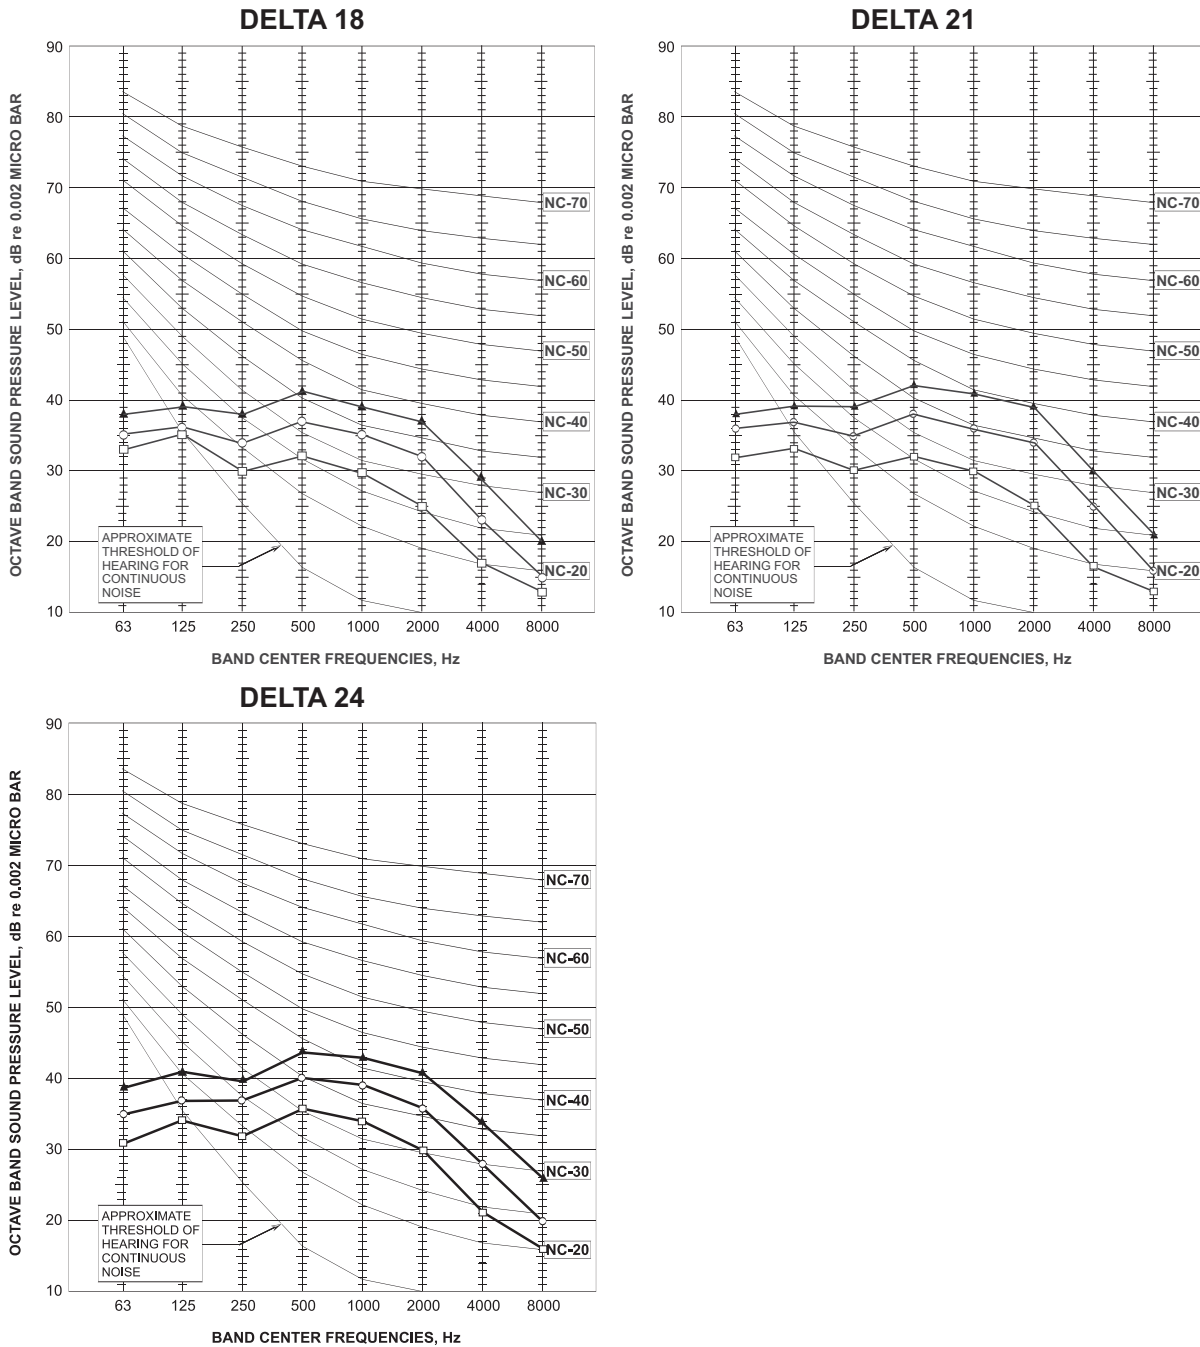 DELTA 18
OCTAVE BAND SOUND PRESSURE LEVEL, dB re 0.002 MICRO BAR
90
80
70
60
50
40
30
20
10
NC-70
NC-60
NC-50
NC-40
NC-30
NC-20
APPROXIMATE
THRESHOLD OF
HEARING FOR
CONTINUOUS
NOISE
63 125 250 500 1000 2000 4000 8000
BAND CENTER FREQUENCIES, Hz
DELTA 21
OCTAVE BAND SOUND PRESSURE LEVEL, dB re 0.002 MICRO BAR
90
80
70
60
50
40
30
20
10
NC-70
NC-60
NC-50
NC-40
NC-30
NC-20
APPROXIMATE
THRESHOLD OF
HEARING FOR
CONTINUOUS
NOISE
63 125 250 500 1000 2000 4000 8000
BAND CENTER FREQUENCIES, Hz
DELTA 24
OCTAVE BAND SOUND PRESSURE LEVEL, dB re 0.002 MICRO BAR
90
80
70
60
50
40
30
20
10
NC-70
NC-60
NC-50
NC-40
NC-30
NC-20
APPROXIMATE
THRESHOLD OF
HEARING FOR
CONTINUOUS
NOISE
63 125 250 500 1000 2000 4000 8000
BAND CENTER FREQUENCIES, Hz